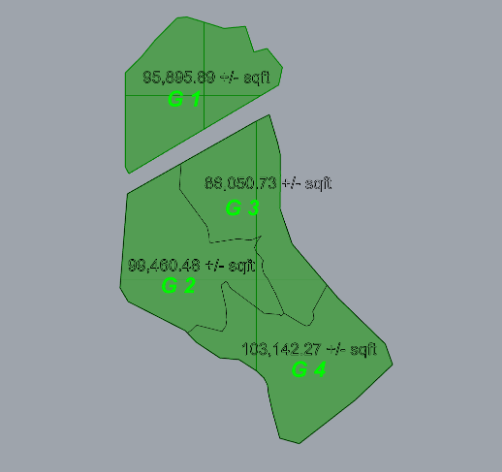 95,895.89 +/- sqft
G 1
66,050.73 +/- sqft
G 3
99,460.48 +/- sqft
G 2
103,142.27 +/- sqft
G 4